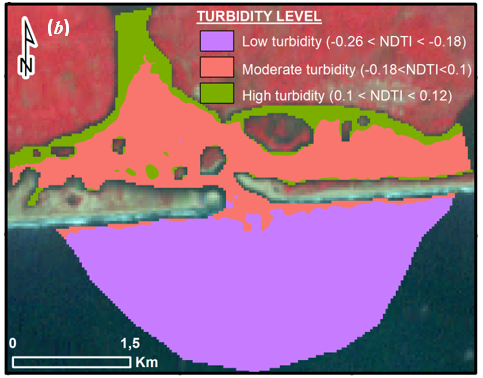 (b)
TURBIDITY LEVEL
Low turbidity (-0.26 < NDTI < -0.18)
Moderate turbidity (-0.18<NDTI<0.1)
High turbidity (0.1 < NDTI < 0.12)
N
0 1,5
Km